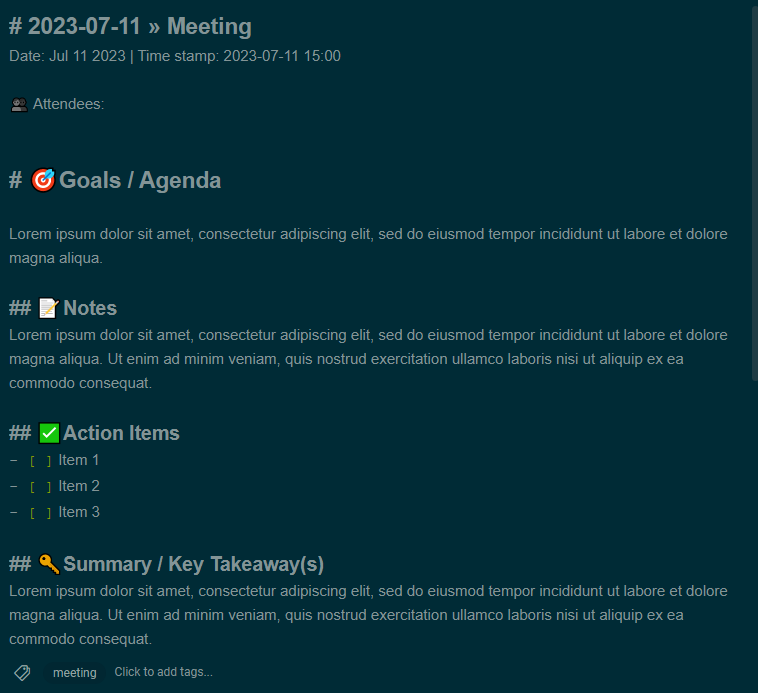 # 2023-07-11 » Meeting
Date: Jul 11 2023 | Time stamp: 2023-07-11 15:00
👥 Attendees:
# 🎯 Goals / Agenda
Lorem ipsum dolor sit amet, consectetur adipiscing elit, sed do eiusmod tempor incididunt ut labore et dolore
magna aliqua.
## 📝 Notes
Lorem ipsum dolor sit amet, consectetur adipiscing elit, sed do eiusmod tempor incididunt ut labore et dolore
magna aliqua. Ut enim ad minim veniam, quis nostrud exercitation ullamco laboris nisi ut aliquip ex ea
commodo consequat.
## ✅ Action Items
- [ ] Item 1
- [ ] Item 2
- [ ] Item 3
## 🔑 Summary / Key Takeaway(s)
Lorem ipsum dolor sit amet, consectetur adipiscing elit, sed do eiusmod tempor incididunt ut labore et dolore
magna aliqua. Ut enim ad minim veniam, quis nostrud exercitation ullamco laboris nisi ut aliquip ex ea
commodo consequat.
meeting Click to add tags...